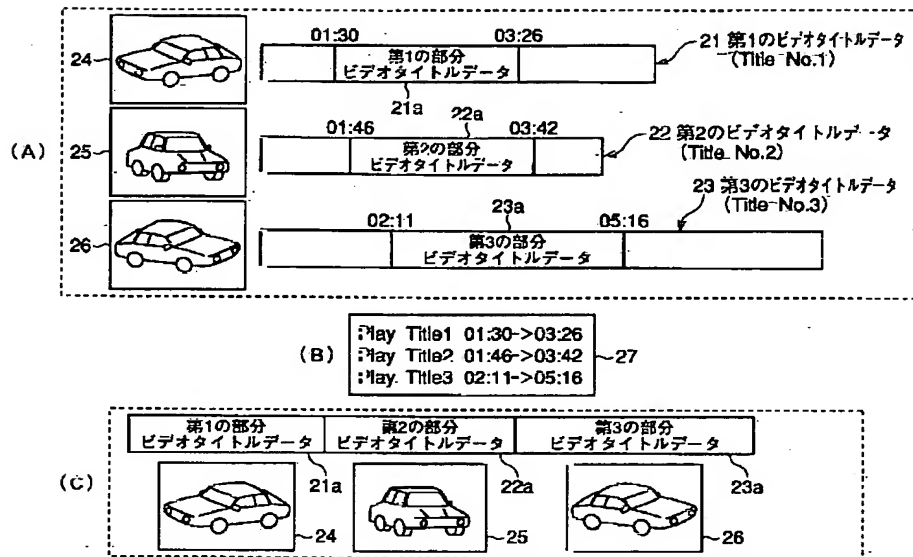 (A)
24
01:30 03:26
第1の部分
ビデオタイトルデータ
21a
21 第1のビデオタイトルデータ
(Title No.1)
25
22a
01:46 03:42
第2の部分
ビデオタイトルデータ
22 第2のビデオタイトルデータ
(Title No.2)
26
23a
02:11 05:16
第3の部分
ビデオタイトルデータ
23 第3のビデオタイトルデータ
(Title No.3)
(B)
Play Title1 01:30->03:26
Play Title2 01:46->03:42
Play Title3 02:11->05:16
27
(C)
第1の部分
ビデオタイトルデータ
第2の部分
ビデオタイトルデータ
第3の部分
ビデオタイトルデータ
21a
22a
23a
24
25
26